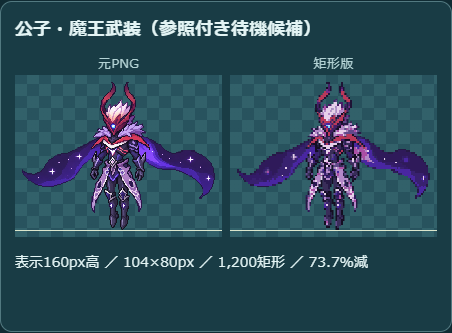 公子・魔王武装（参照付き待機候補）
元PNG
矩形版
表示160px高 ／ 104×80px ／ 1,200矩形 ／ 73.7%減